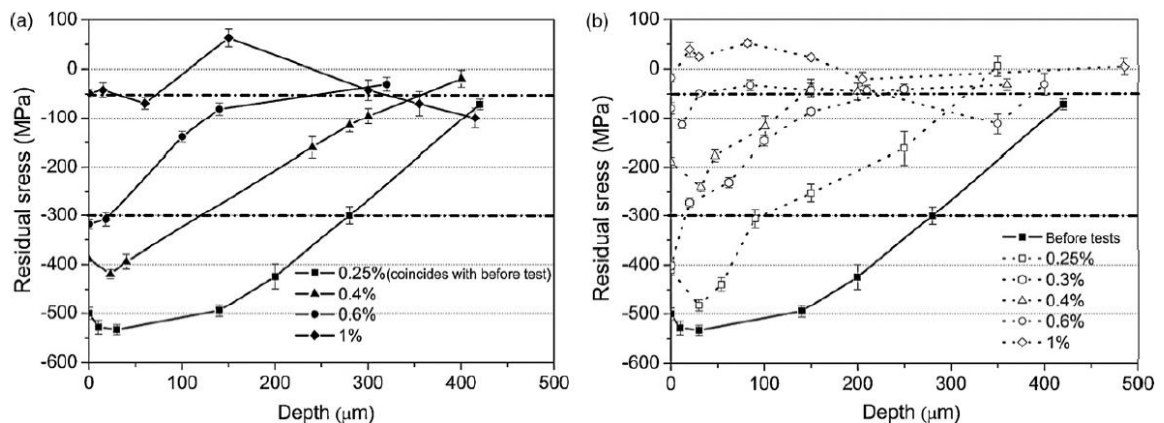 (a)
100
0
-100
-200
-300
-400
-500
-600
Residual sress (MPa)
0.25%(coincides with before test)
0.4%
0.6%
1%
0 100 200 300 400 500
Depth (μm)
(b)
100
0
-100
-200
-300
-400
-500
-600
Residual sress (MPa)
Before tests
0.25%
0.3%
0.4%
0.6%
1%
0 100 200 300 400 500
Depth (μm)